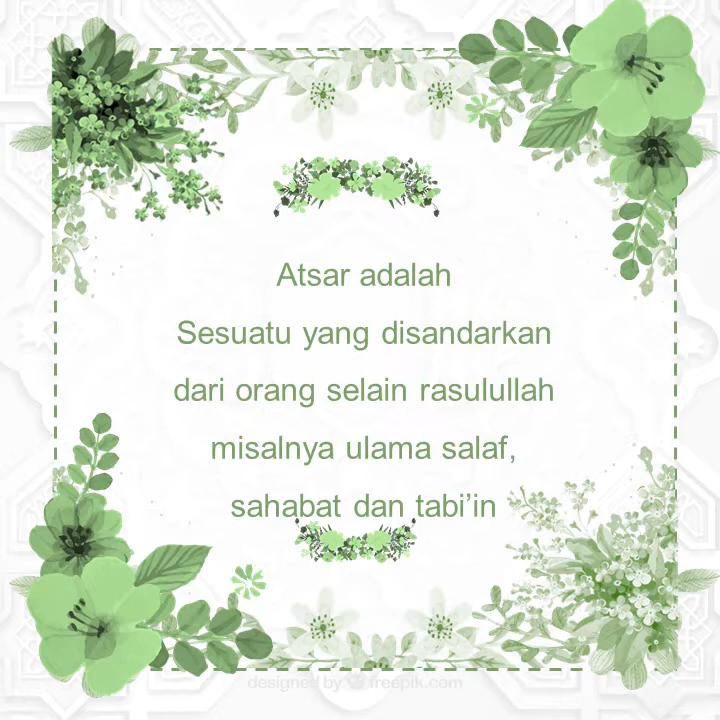 Atsar adalah
Sesuatu yang disandarkan
dari orang selain rasulullah
misalnya ulama salaf,
sahabat dan tabi’in
designed by freepik.com